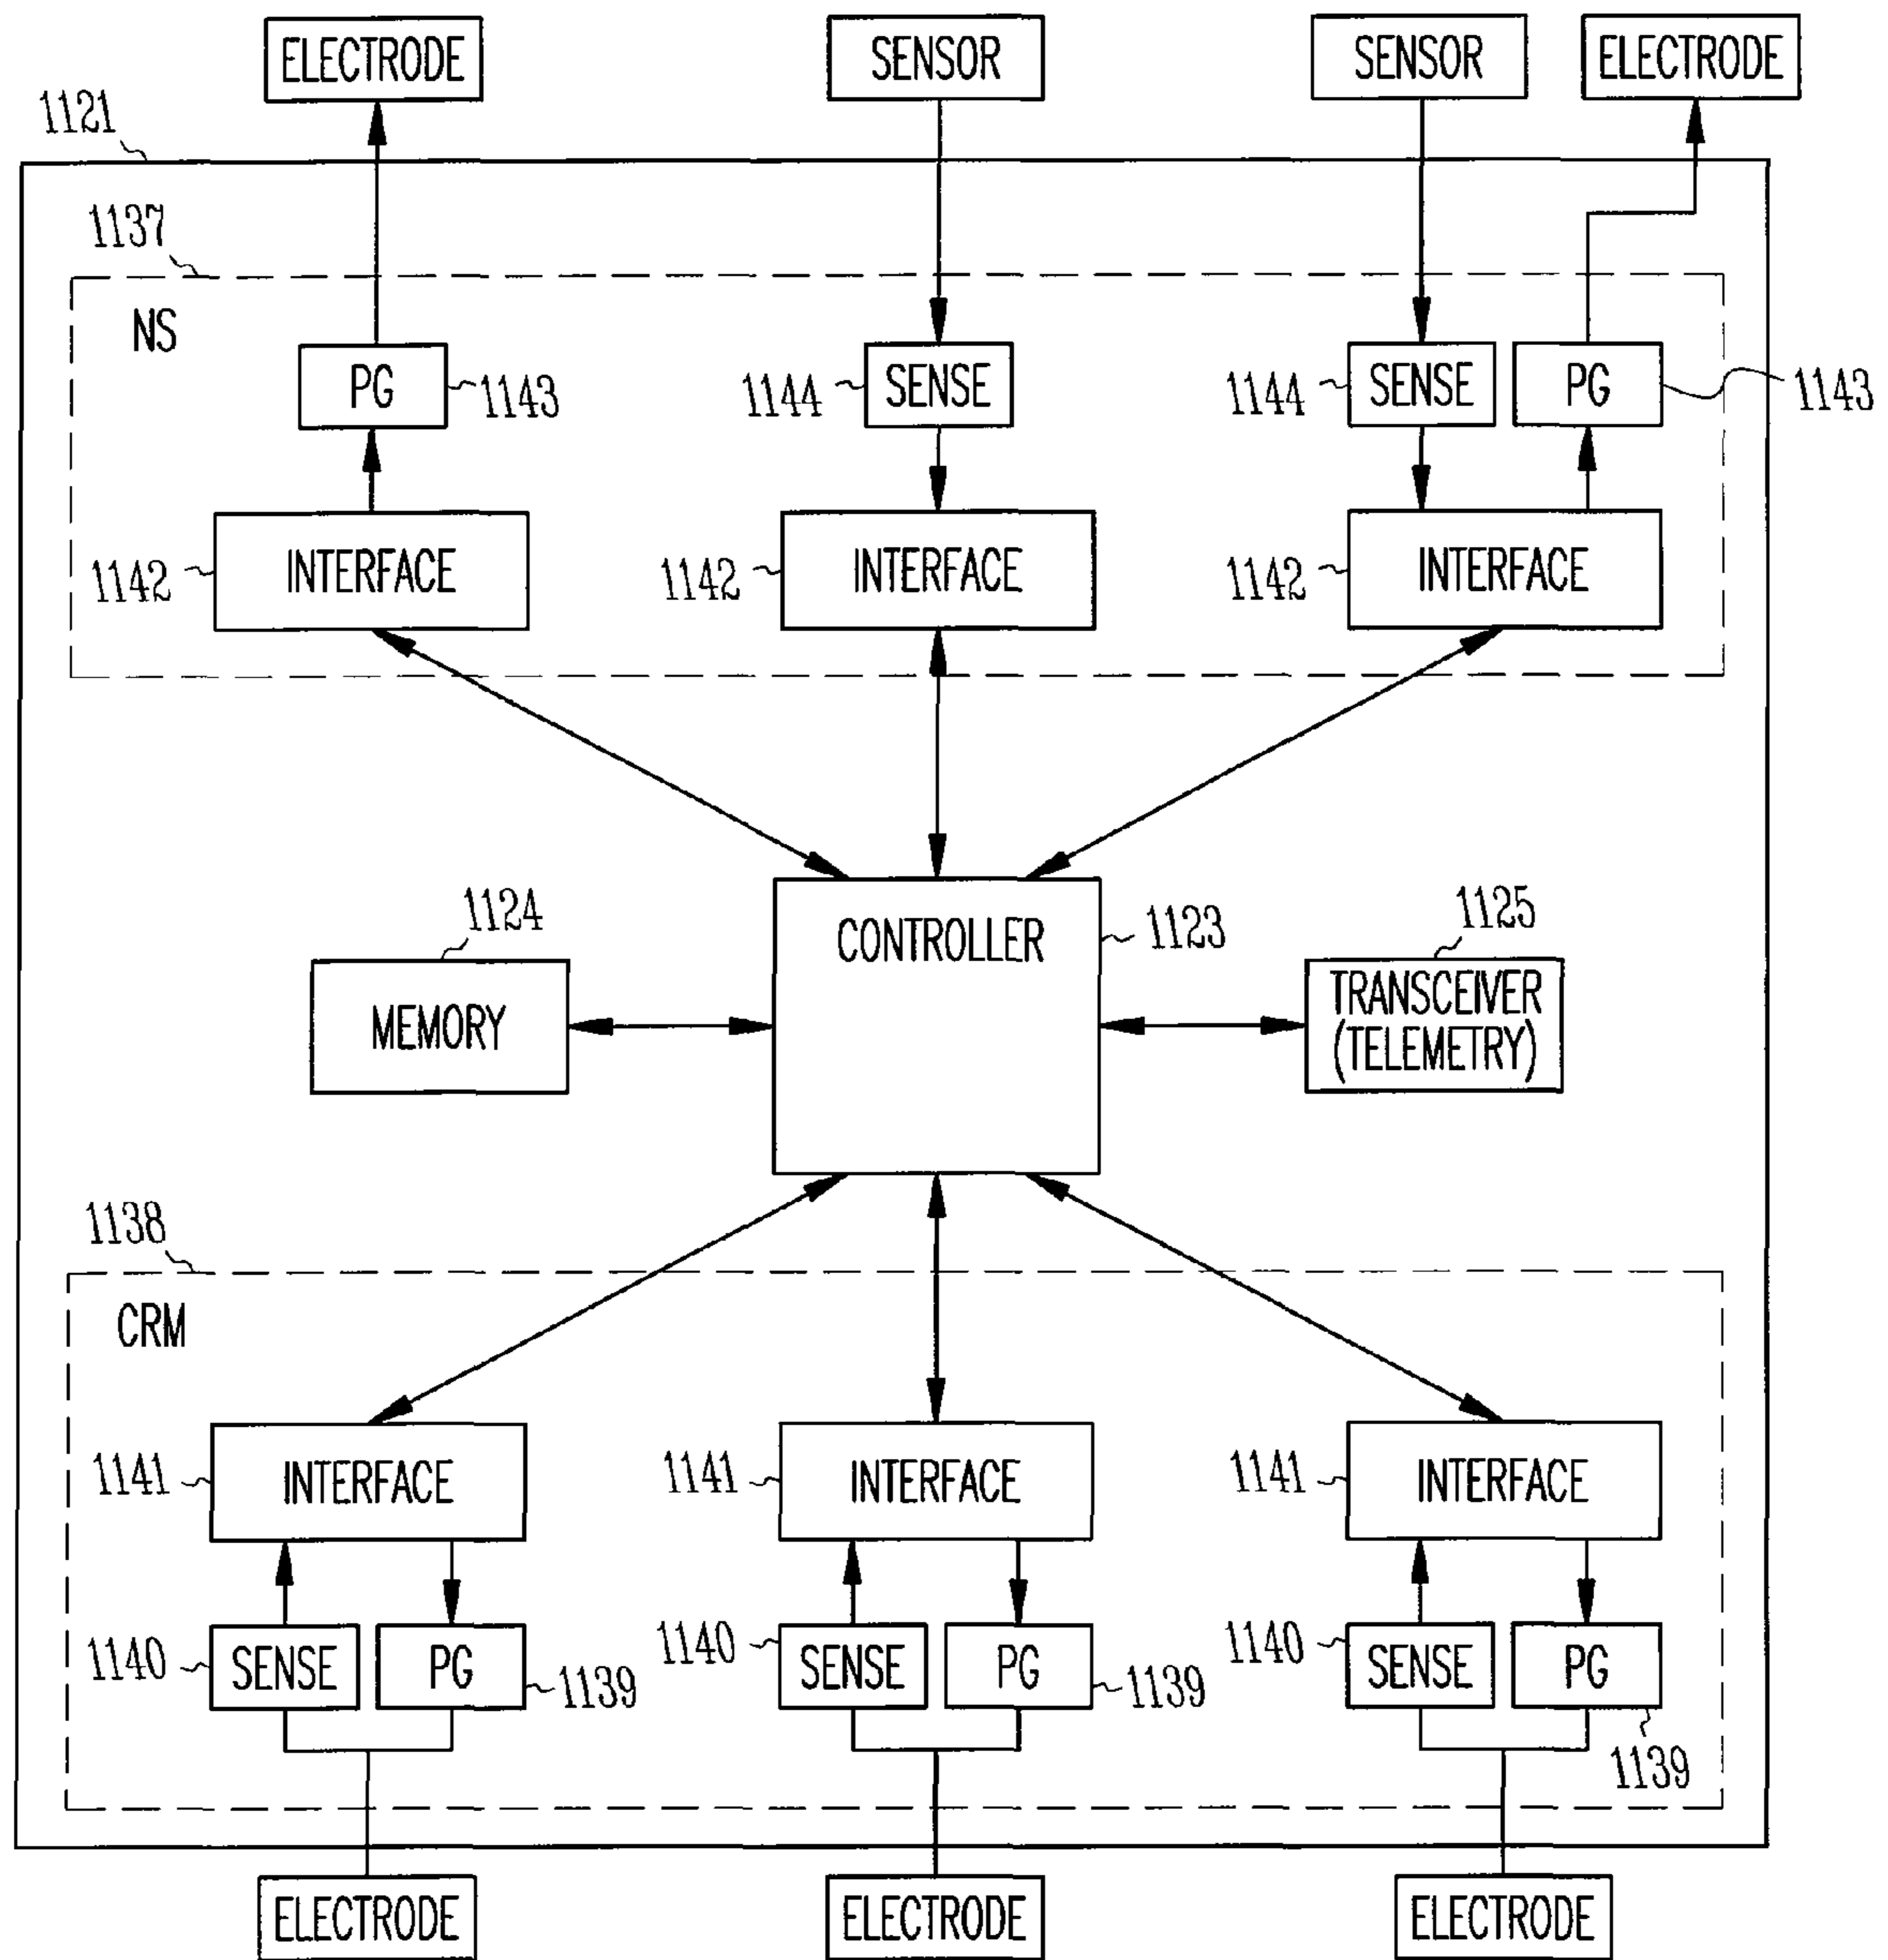 ELECTRODE
SENSOR
SENSOR
ELECTRODE
1121
1137
NS
PG
1143
1144
SENSE
1144
SENSE
PG
1143
1142
INTERFACE
1142
INTERFACE
1142
INTERFACE
1124
MEMORY
CONTROLLER
1123
1125
TRANSCEIVER
(TELEMETRY)
1138
CRM
1141
INTERFACE
1141
INTERFACE
1141
INTERFACE
1140
SENSE
PG
1139
1140
SENSE
PG
1139
1140
SENSE
PG
1139
ELECTRODE
ELECTRODE
ELECTRODE